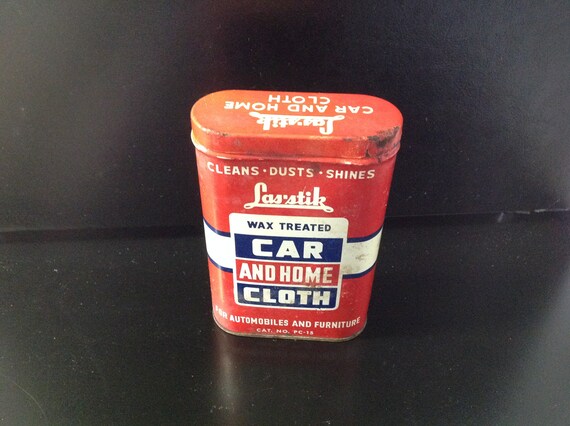 Las-stik
CAR AND HOME
CLOTH
CLEANS · DUSTS · SHINES
Las-stik
WAX TREATED
CAR
AND HOME
CLOTH
FOR AUTOMOBILES AND FURNITURE
CAT. NO. PC-15